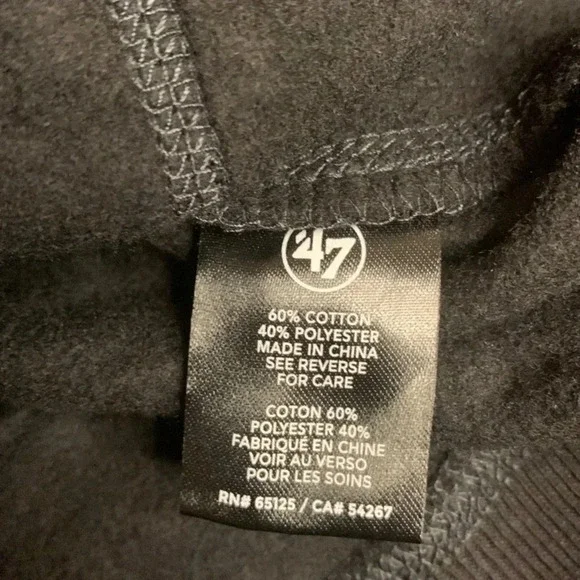 '47
60% COTTON
40% POLYESTER
MADE IN CHINA
SEE REVERSE
FOR CARE
COTON 60%
POLYESTER 40%
FABRIQUÉ EN CHINE
VOIR AU VERSO
POUR LES SOINS
RN# 65125 / CA# 54267